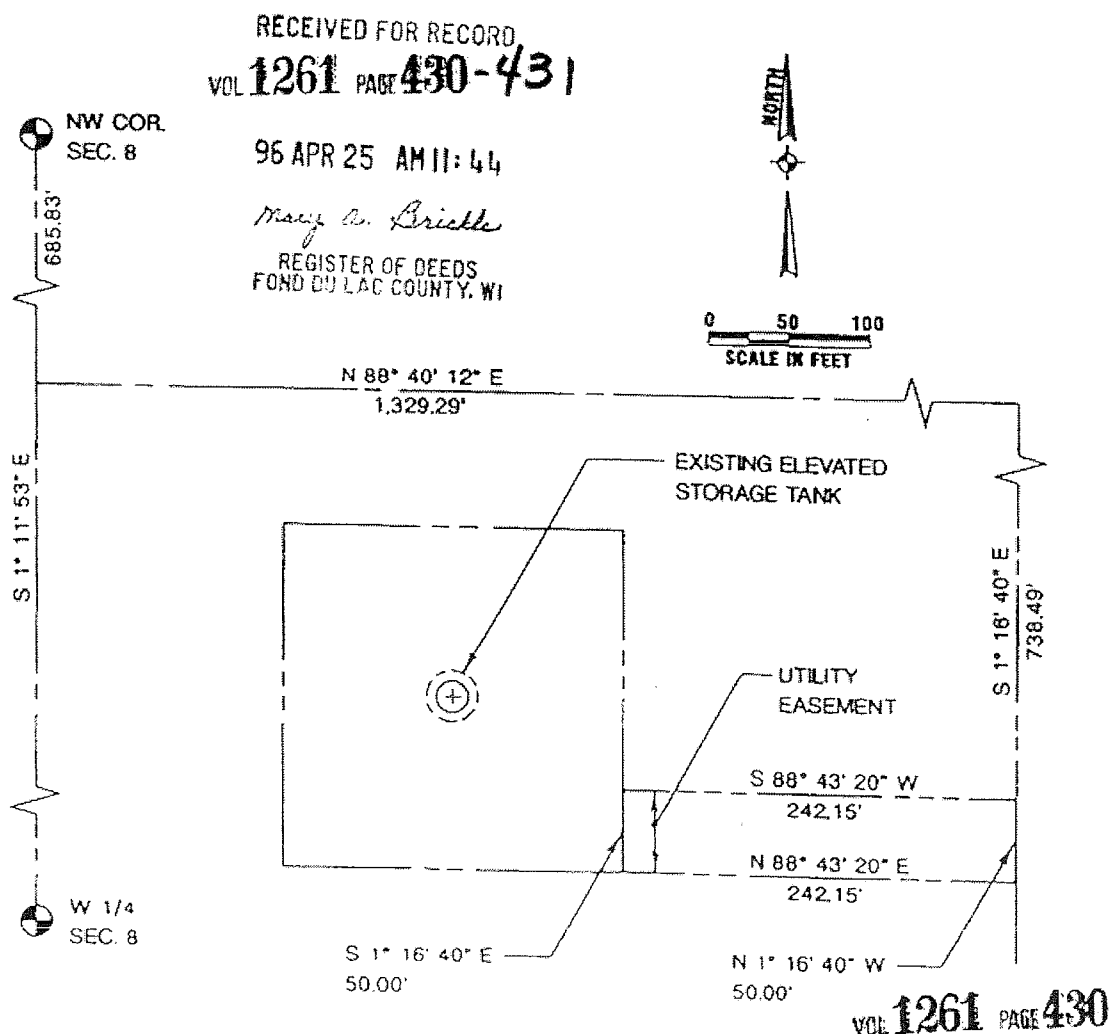 RECEIVED FOR RECORD
VOL 1261 PAGE 430-431
NW COR.
SEC. 8
96 APR 25 AM 11:44
NORTH
685.83'
Mary A. Brickle
REGISTER OF DEEDS
FOND DU LAC COUNTY, WI
0 50 100
SCALE IN FEET
N 88° 40' 12" E
1,329.29'
EXISTING ELEVATED
STORAGE TANK
S 1° 11' 53" E
S 1° 16' 40" E
738.49'
UTILITY
EASEMENT
S 88° 43' 20" W
242.15'
N 88° 43' 20" E
242.15'
W 1/4
SEC. 8
S 1° 16' 40" E
50.00'
N 1° 16' 40" W
50.00'
VOL 1261 PAGE 430